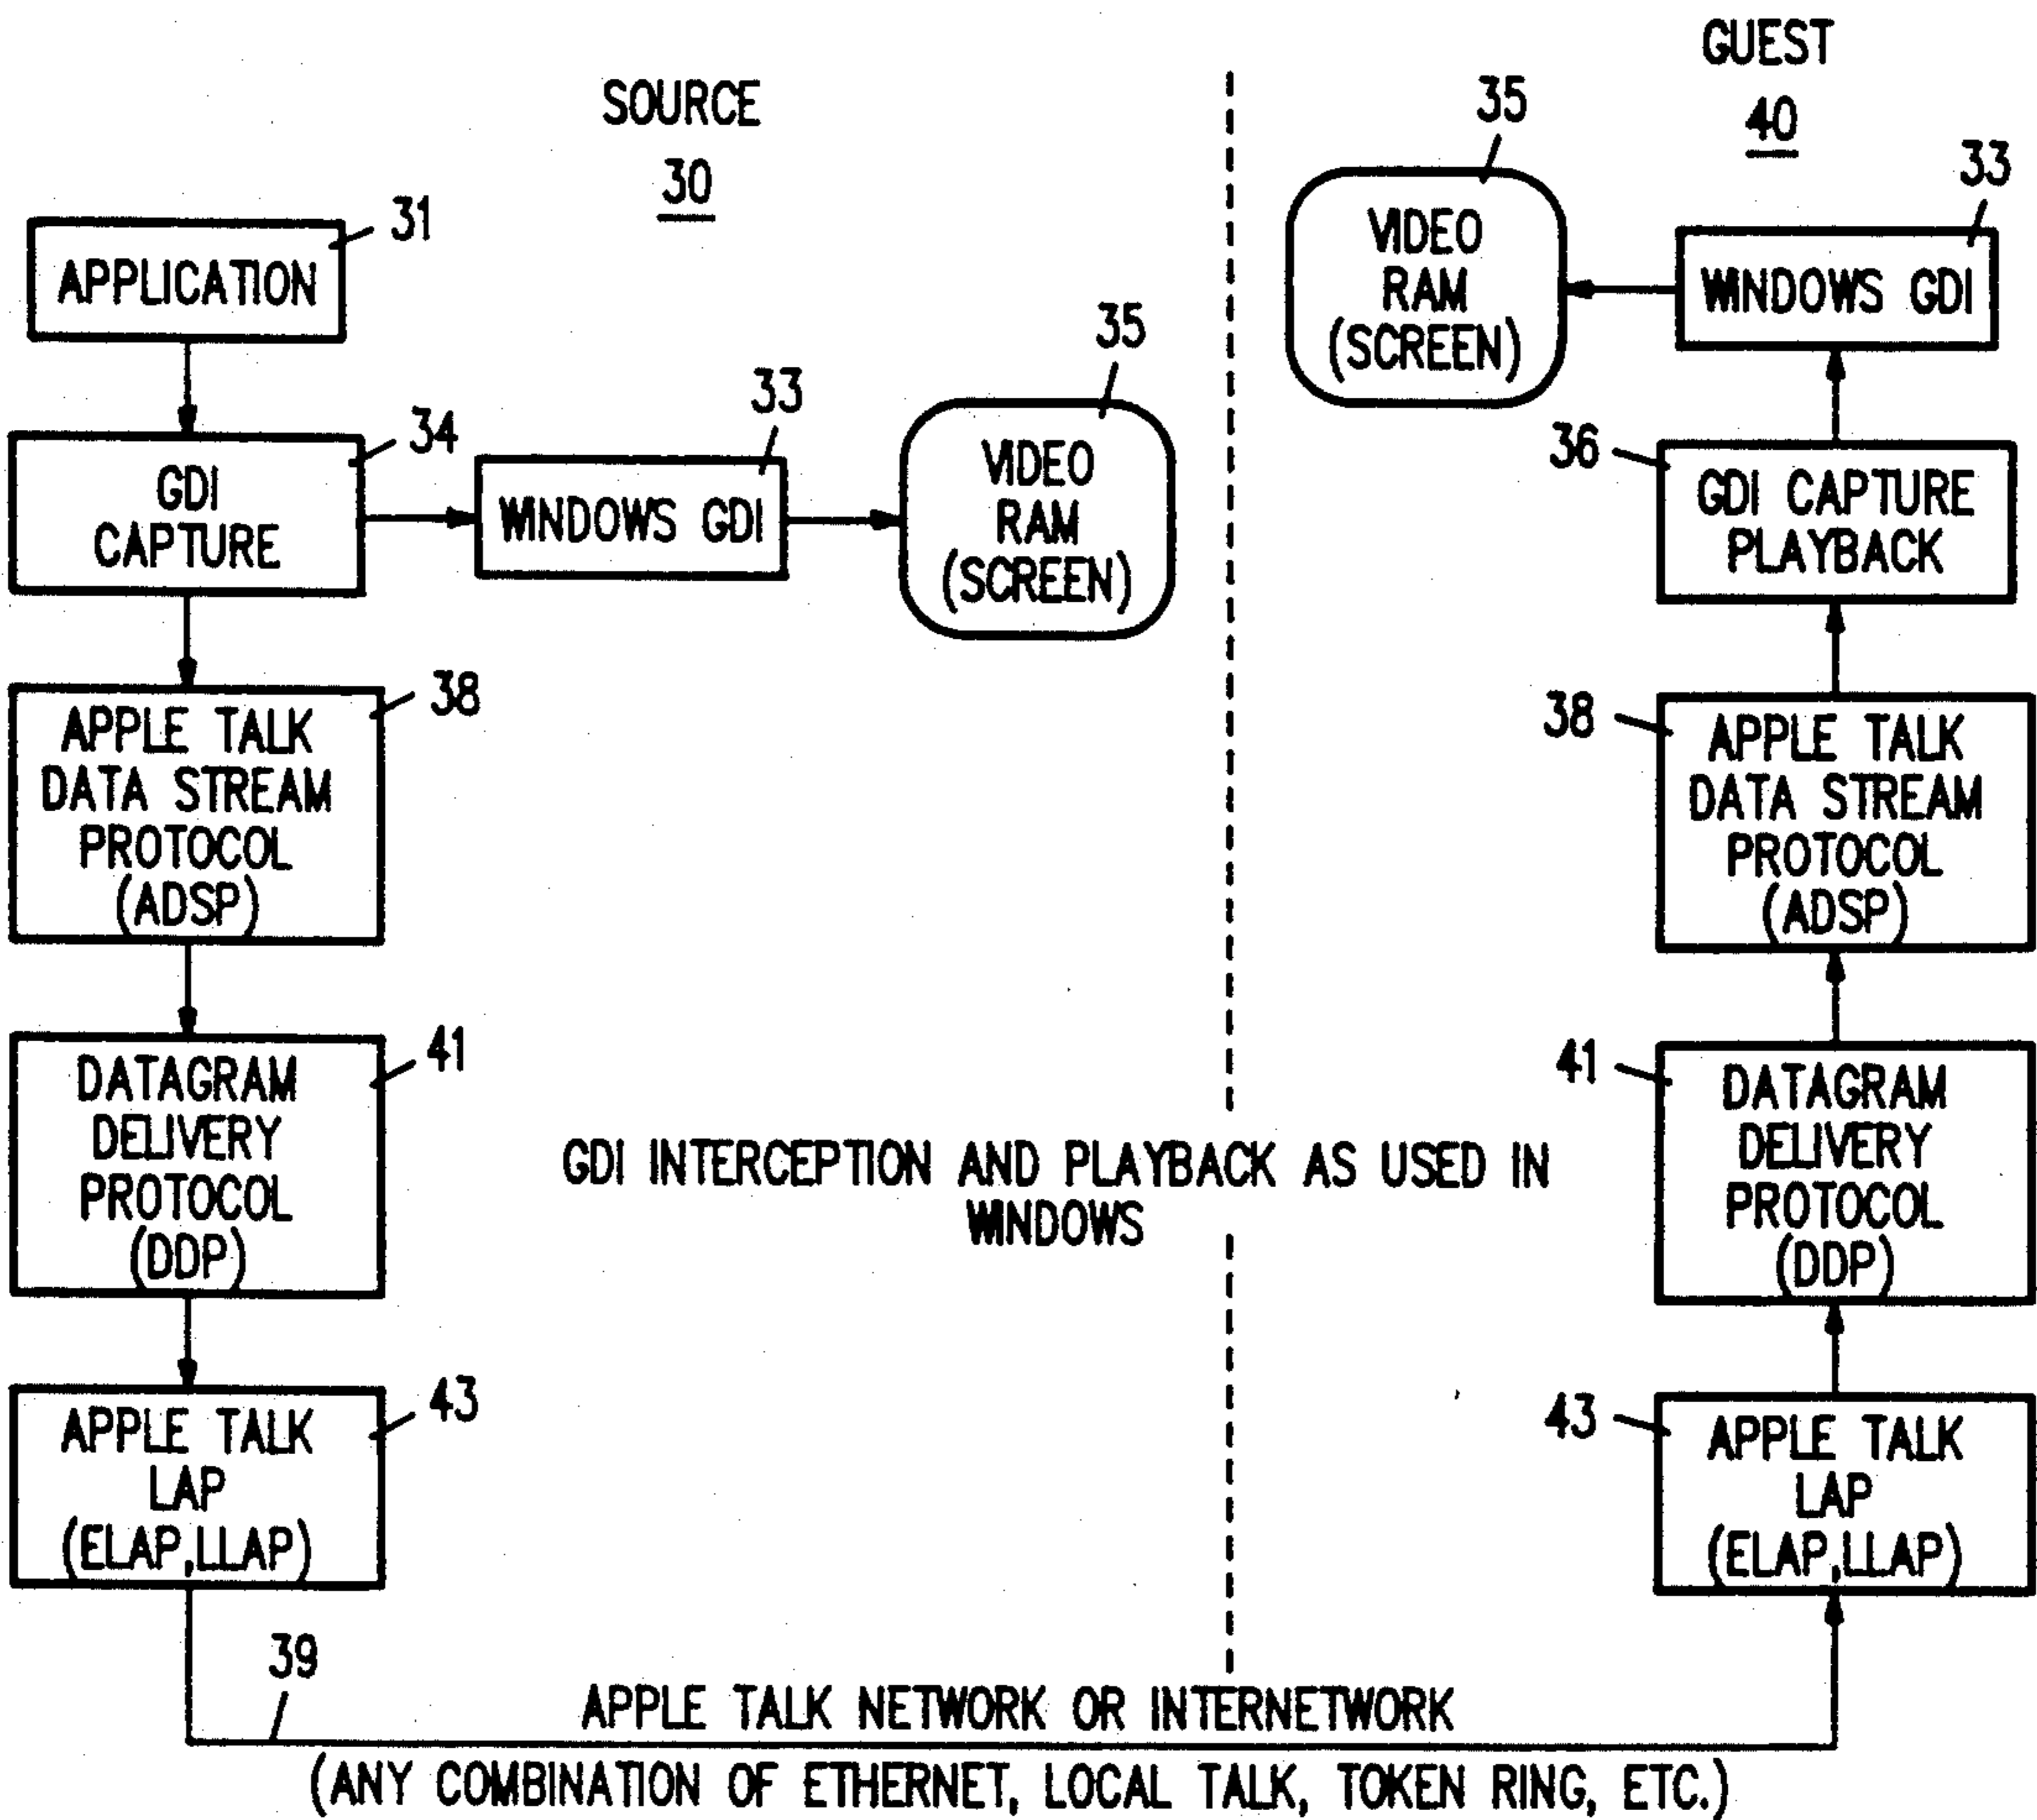 SOURCE
30
31
APPLICATION
34
GDI
CAPTURE
33
WINDOWS GDI
35
VIDEO
RAM
(SCREEN)
38
APPLE TALK
DATA STREAM
PROTOCOL
(ADSP)
41
DATAGRAM
DELIVERY
PROTOCOL
(DDP)
43
APPLE TALK
LAP
(ELAP,LLAP)
39
GDI INTERCEPTION AND PLAYBACK AS USED IN
WINDOWS
GUEST
40
35
VIDEO
RAM
(SCREEN)
33
WINDOWS GDI
36
GDI CAPTURE
PLAYBACK
38
APPLE TALK
DATA STREAM
PROTOCOL
(ADSP)
41
DATAGRAM
DELIVERY
PROTOCOL
(DDP)
43
APPLE TALK
LAP
(ELAP,LLAP)
APPLE TALK NETWORK OR INTERNETWORK
(ANY COMBINATION OF ETHERNET, LOCAL TALK, TOKEN RING, ETC.)